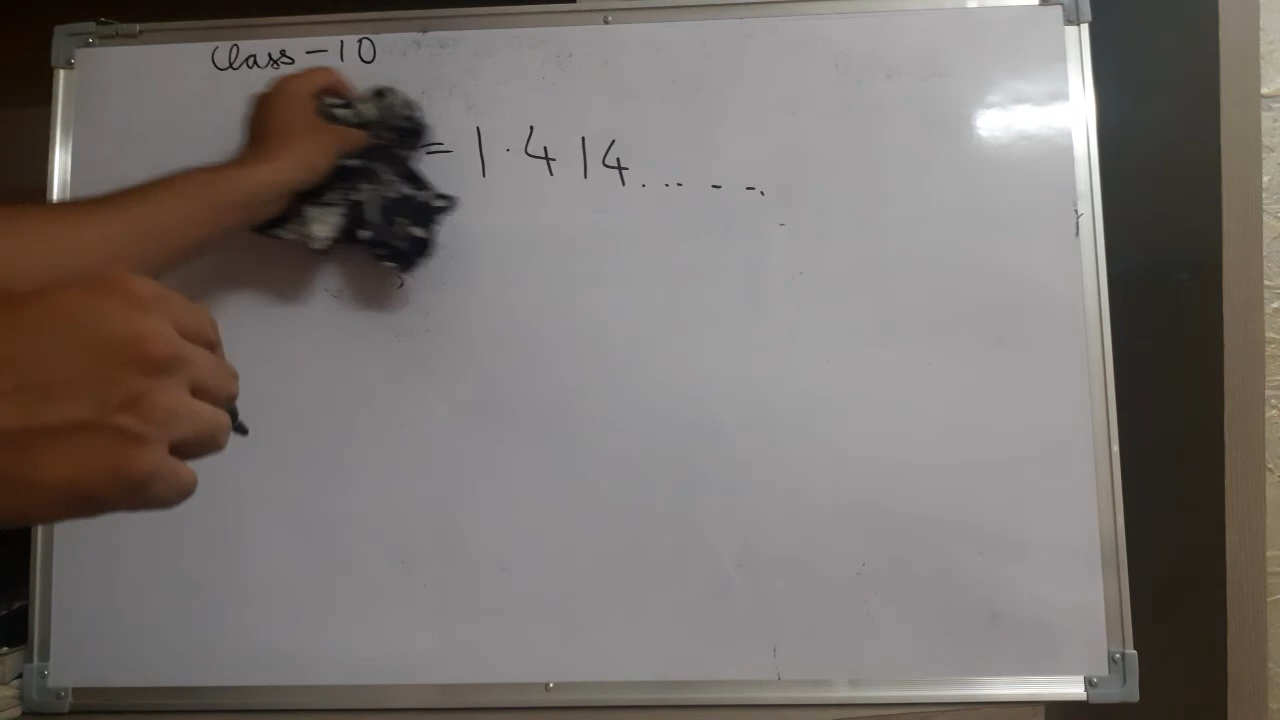 Class - 10
= 1.414.......